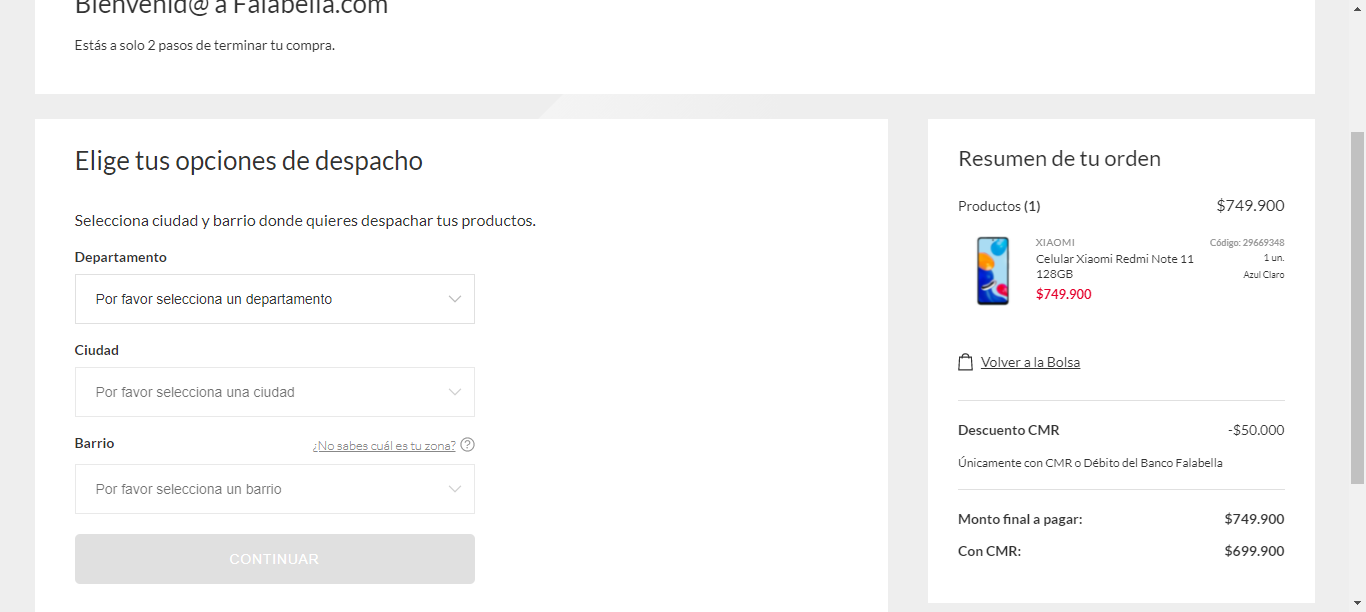 Bienvenid@ a Falabella.com
Estás a solo 2 pasos de terminar tu compra.
Elige tus opciones de despacho
Selecciona ciudad y barrio donde quieres despachar tus productos.
Departamento
Por favor selecciona un departamento
Ciudad
Por favor selecciona una ciudad
Barrio
¿No sabes cuál es tu zona? ?
Por favor selecciona un barrio
CONTINUAR
Resumen de tu orden
Productos (1) $749.900
XIAOMI Código: 29669348
Celular Xiaomi Redmi Note 11 1 un.
128GB Azul Claro
$749.900
Volver a la Bolsa
Descuento CMR -$50.000
Únicamente con CMR o Débito del Banco Falabella
Monto final a pagar: $749.900
Con CMR: $699.900